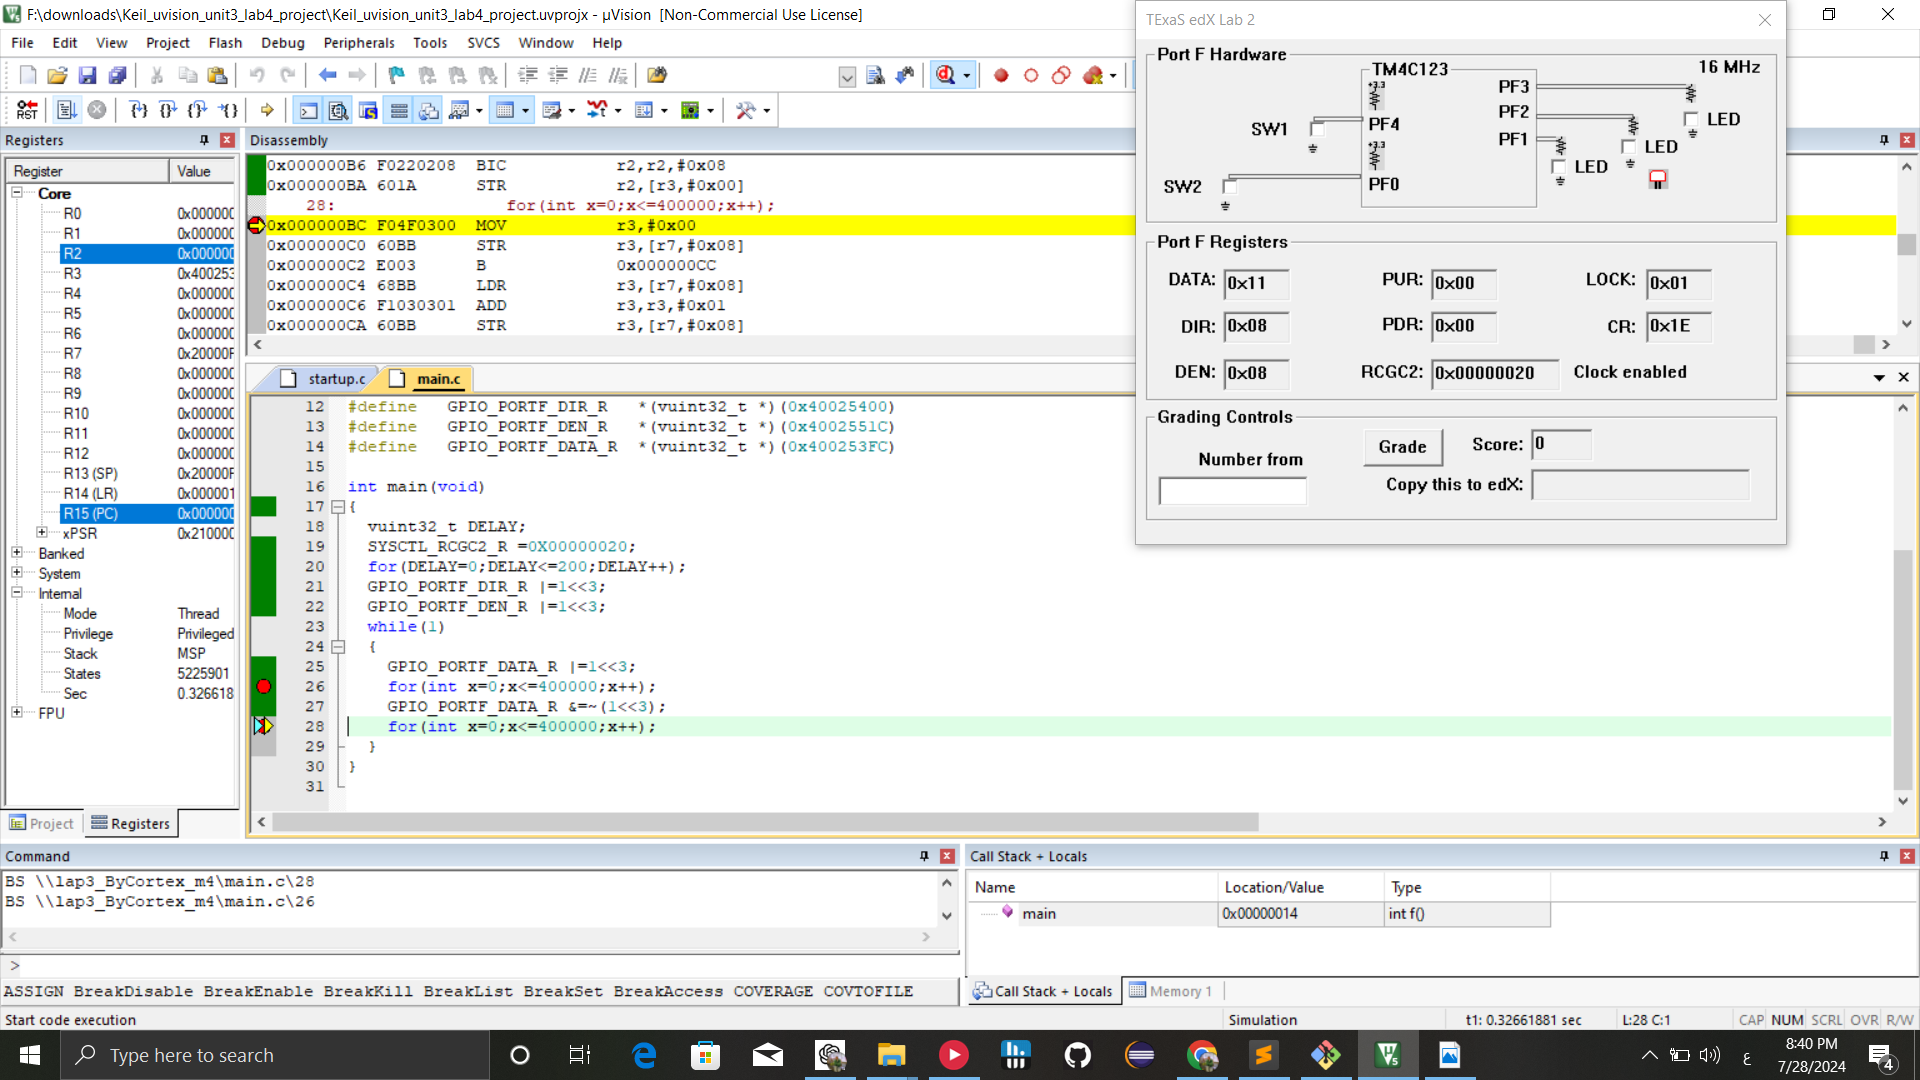 F:\downloads\Keil_uvision_unit3_lab4_project\Keil_uvision_unit3_lab4_project.uvprojx - µVision [Non-Commercial Use License]
File Edit View Project Flash Debug Peripherals Tools SVCS Window Help
RST
Registers
Register Value
Core
R0 0x000000
R1 0x000000
R2 0x000000
R3 0x400253
R4 0x000000
R5 0x000000
R6 0x000000
R7 0x20000F
R8 0x000000
R9 0x000000
R10 0x000000
R11 0x000000
R12 0x000000
R13 (SP) 0x20000F
R14 (LR) 0x000001
R15 (PC) 0x000000
xPSR 0x210000
Banked
System
Internal
Mode Thread
Privilege Privileged
Stack MSP
States 5225901
Sec 0.326618
FPU
Project Registers
Disassembly
0x000000B6 F0220208 BIC r2,r2,#0x08
0x000000BA 601A STR r2,[r3,#0x00]
28: for(int x=0;x<=400000;x++);
0x000000BC F04F0300 MOV r3,#0x00
0x000000C0 60BB STR r3,[r7,#0x08]
0x000000C2 E003 B 0x000000CC
0x000000C4 68BB LDR r3,[r7,#0x08]
0x000000C6 F1030301 ADD r3,r3,#0x01
0x000000CA 60BB STR r3,[r7,#0x08]
startup.c main.c
12 #define GPIO_PORTF_DIR_R *(vuint32_t *)(0x40025400)
13 #define GPIO_PORTF_DEN_R *(vuint32_t *)(0x4002551C)
14 #define GPIO_PORTF_DATA_R *(vuint32_t *)(0x400253FC)
15
16 int main(void)
17 {
18 vuint32_t DELAY;
19 SYSCTL_RCGC2_R =0X00000020;
20 for(DELAY=0;DELAY<=200;DELAY++);
21 GPIO_PORTF_DIR_R |=1<<3;
22 GPIO_PORTF_DEN_R |=1<<3;
23 while(1)
24 {
25 GPIO_PORTF_DATA_R |=1<<3;
26 for(int x=0;x<=400000;x++);
27 GPIO_PORTF_DATA_R &=~(1<<3);
28 for(int x=0;x<=400000;x++);
29 }
30 }
31
TExaS edX Lab 2
Port F Hardware
TM4C123 16 MHz
+3.3
PF3
PF2 LED
SW1 PF4
PF1 LED
+3.3
LED
SW2 PF0
Port F Registers
DATA: 0x11 PUR: 0x00 LOCK: 0x01
DIR: 0x08 PDR: 0x00 CR: 0x1E
DEN: 0x08 RCGC2: 0x00000020 Clock enabled
Grading Controls
Number from Grade Score: 0
Copy this to edX:
Command
BS \\lap3_ByCortex_m4\main.c\28
BS \\lap3_ByCortex_m4\main.c\26
>
ASSIGN BreakDisable BreakEnable BreakKill BreakList BreakSet BreakAccess COVERAGE COVTOFILE
Call Stack + Locals
Name Location/Value Type
main 0x00000014 int f()
Call Stack + Locals Memory 1
Start code execution Simulation t1: 0.32661881 sec L:28 C:1 CAP NUM SCRL OVR R/W
Type here to search
ع
8:40 PM
7/28/2024
4